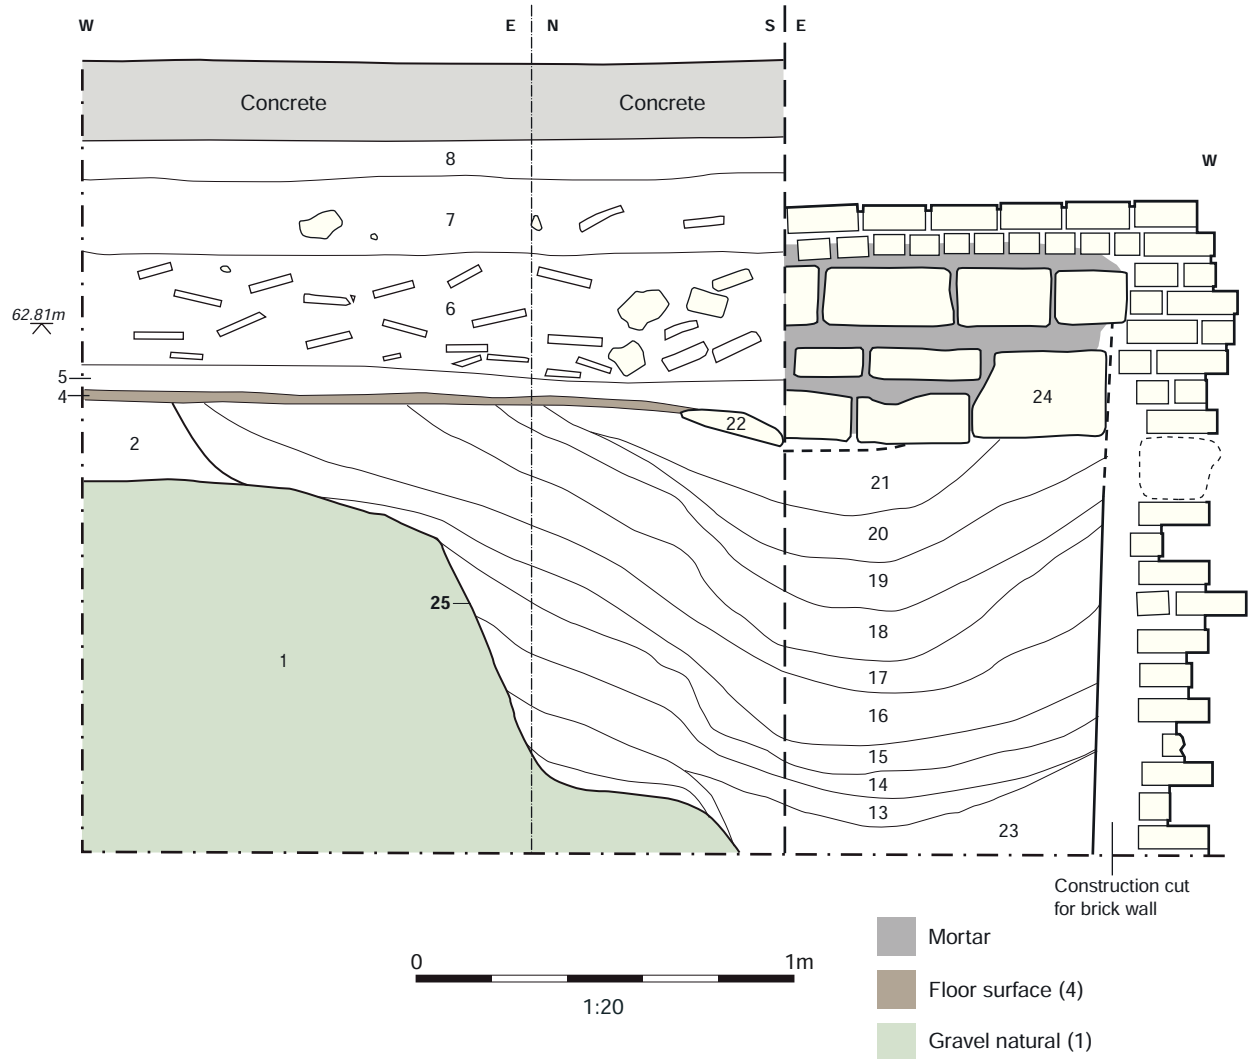 W
E
N
S
E
Concrete
Concrete
8
W
7
6
62.81m
5
4
24
22
2
21
20
19
25
18
1
17
16
15
14
13
23
Construction cut
for brick wall
Mortar
0
1m
Floor surface (4)
1:20
Gravel natural (1)